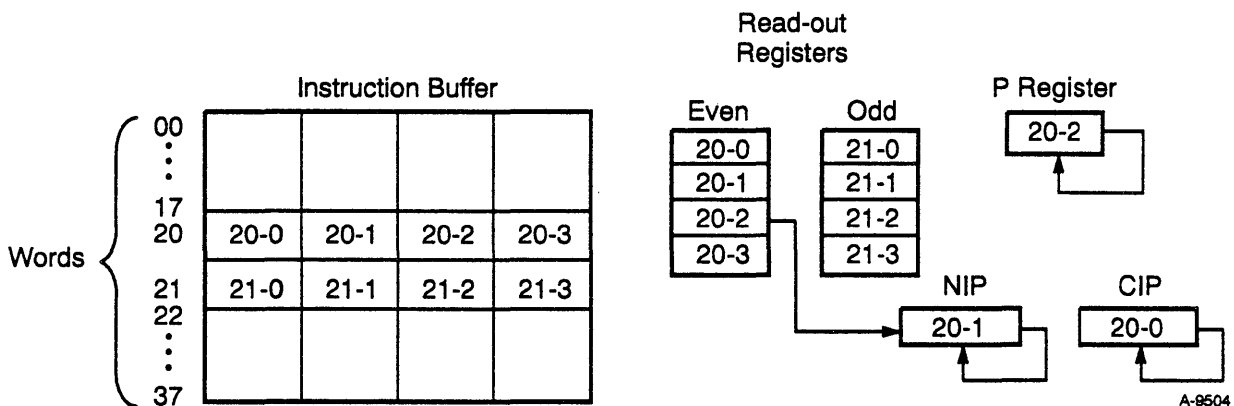 Read-out
Registers
Instruction Buffer
P Register
Even
Odd
00
20-0
21-0
20-2
20-1
21-1
17
20
20-0
20-1
20-2
20-3
20-2
21-2
Words
20-3
21-3
21
21-0
21-1
21-2
21-3
NIP
CIP
22
20-1
20-0
37
A-9504